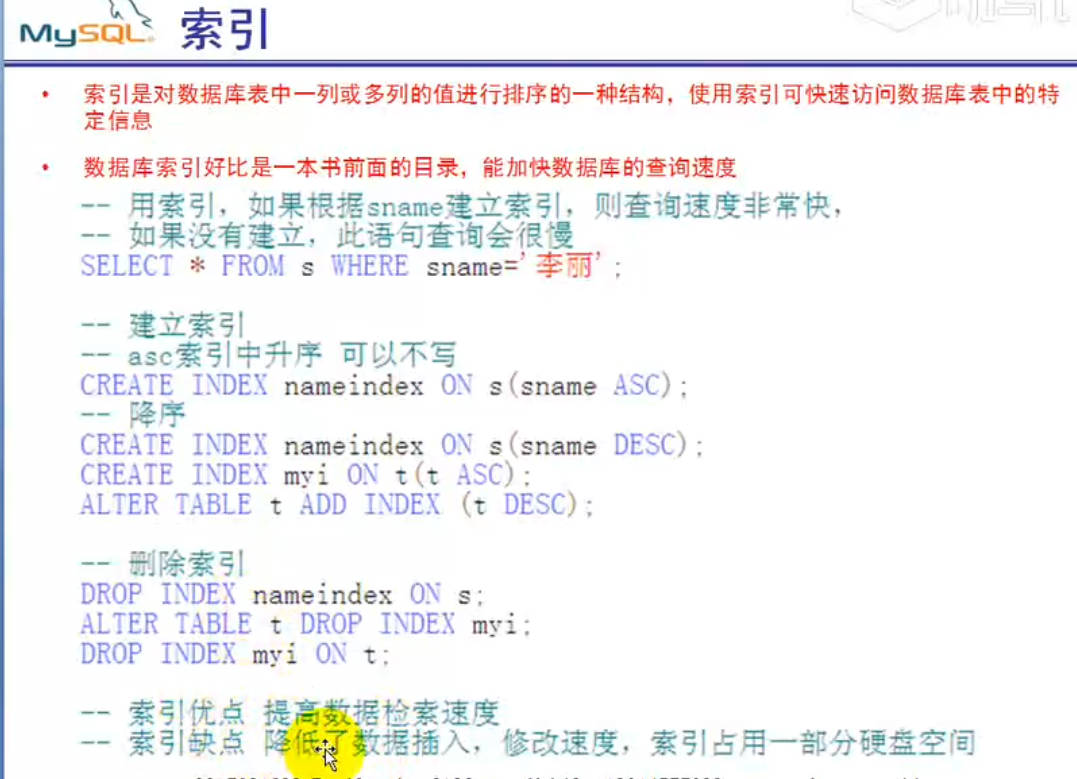 MySQL 索引
• 索引是对数据库表中一列或多列的值进行排序的一种结构，使用索引可快速访问数据库表中的特
定信息
• 数据库索引好比是一本书前面的目录，能加快数据库的查询速度
-- 用索引，如果根据sname建立索引，则查询速度非常快，
-- 如果没有建立，此语句查询会很慢
SELECT * FROM s WHERE sname='李丽';
-- 建立索引
-- asc索引中升序 可以不写
CREATE INDEX nameindex ON s(sname ASC);
-- 降序
CREATE INDEX nameindex ON s(sname DESC);
CREATE INDEX myi ON t(t ASC);
ALTER TABLE t ADD INDEX (t DESC);
-- 删除索引
DROP INDEX nameindex ON s;
ALTER TABLE t DROP INDEX myi;
DROP INDEX myi ON t;
-- 索引优点 提高数据检索速度
-- 索引缺点 降低了数据插入，修改速度，索引占用一部分硬盘空间